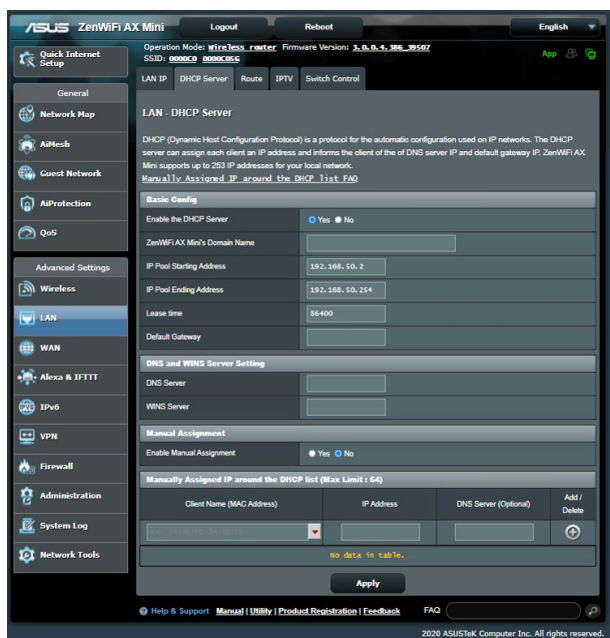 ASUS ZenWiFi AX Mini Logout Reboot English
Operation Mode: Wireless router Firmware Version: 3.0.0.4.386_39507
SSID: 0000C0 0000C05G
App
Quick Internet
Setup
General
Network Map
AiMesh
Guest Network
AiProtection
QoS
Advanced Settings
Wireless
LAN
WAN
Alexa & IFTTT
IPv6
VPN
Firewall
Administration
System Log
Network Tools
LAN IP DHCP Server Route IPTV Switch Control
LAN - DHCP Server
DHCP (Dynamic Host Configuration Protocol) is a protocol for the automatic configuration used on IP networks. The DHCP
server can assign each client an IP address and informs the client of the of DNS server IP and default gateway IP. ZenWiFi AX
Mini supports up to 253 IP addresses for your local network.
Manually Assigned IP around the DHCP list FAQ
Basic Config
Enable the DHCP Server Yes No
ZenWiFi AX Mini's Domain Name
IP Pool Starting Address 192.168.50.2
IP Pool Ending Address 192.168.50.254
Lease time 86400
Default Gateway
DNS and WINS Server Setting
DNS Server
WINS Server
Manual Assignment
Enable Manual Assignment Yes No
Manually Assigned IP around the DHCP list (Max Limit : 64)
Client Name (MAC Address) IP Address DNS Server (Optional) Add /
Delete
No data in table.
Apply
Help & Support Manual | Utility | Product Registration | Feedback FAQ
2020 ASUSTeK Computer Inc. All rights reserved.